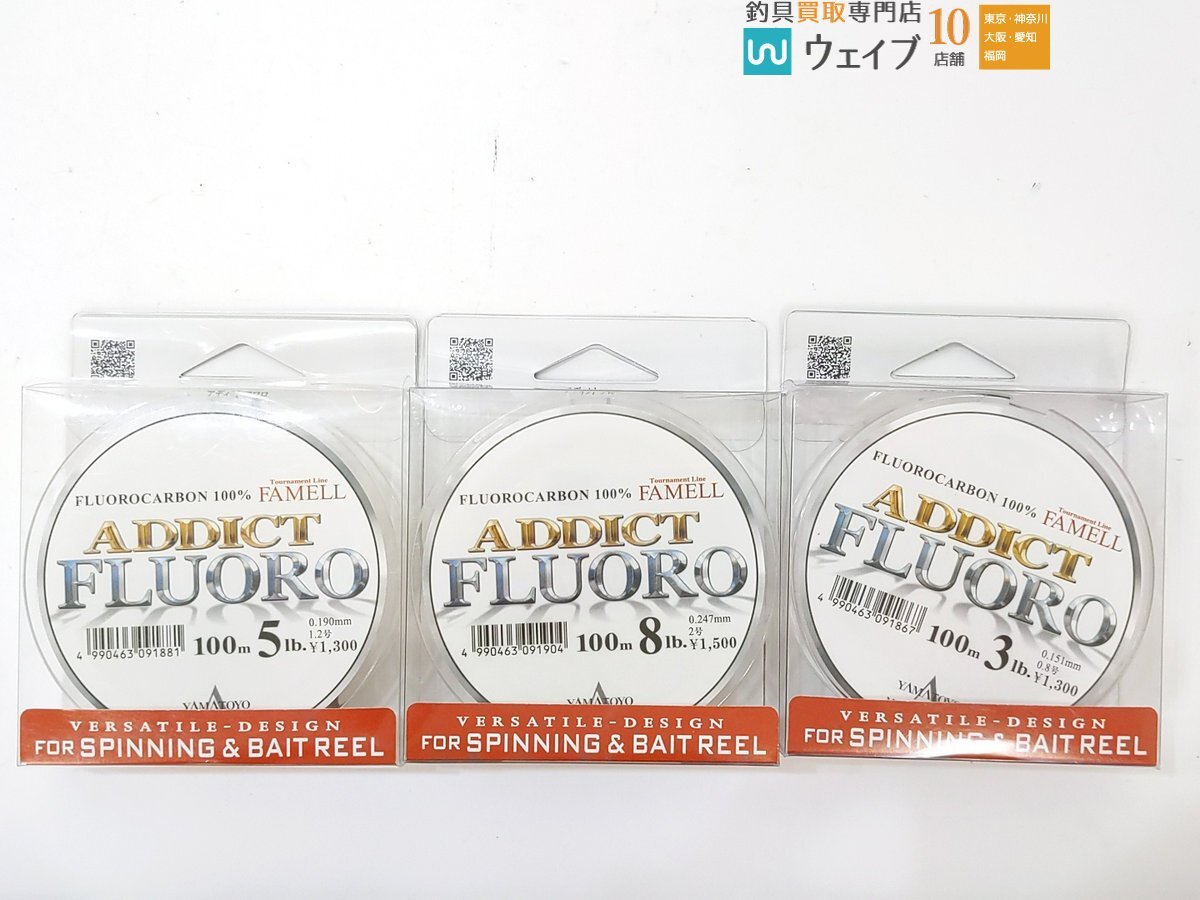 釣具買取専門店
ウェイブ
10
店舗
東京・神奈川
大阪・愛知
福岡
FLUOROCARBON 100%
Tournament Line
FAMELL
ADDICT
FLUORO
4 990463 091881
100m 5lb.
0.190mm
1.2号
¥1,300
YAMATOYO
VERSATILE-DESIGN
FOR SPINNING & BAIT REEL
FLUOROCARBON 100%
Tournament Line
FAMELL
ADDICT
FLUORO
4 990463 091904
100m 8lb.
0.247mm
2号
¥1,500
YAMATOYO
VERSATILE-DESIGN
FOR SPINNING & BAIT REEL
FLUOROCARBON 100%
Tournament Line
FAMELL
ADDICT
FLUORO
4 990463 091867
100m 3lb.
0.151mm
0.8号
¥1,300
YAMATOYO
VERSATILE-DESIGN
FOR SPINNING & BAIT REEL